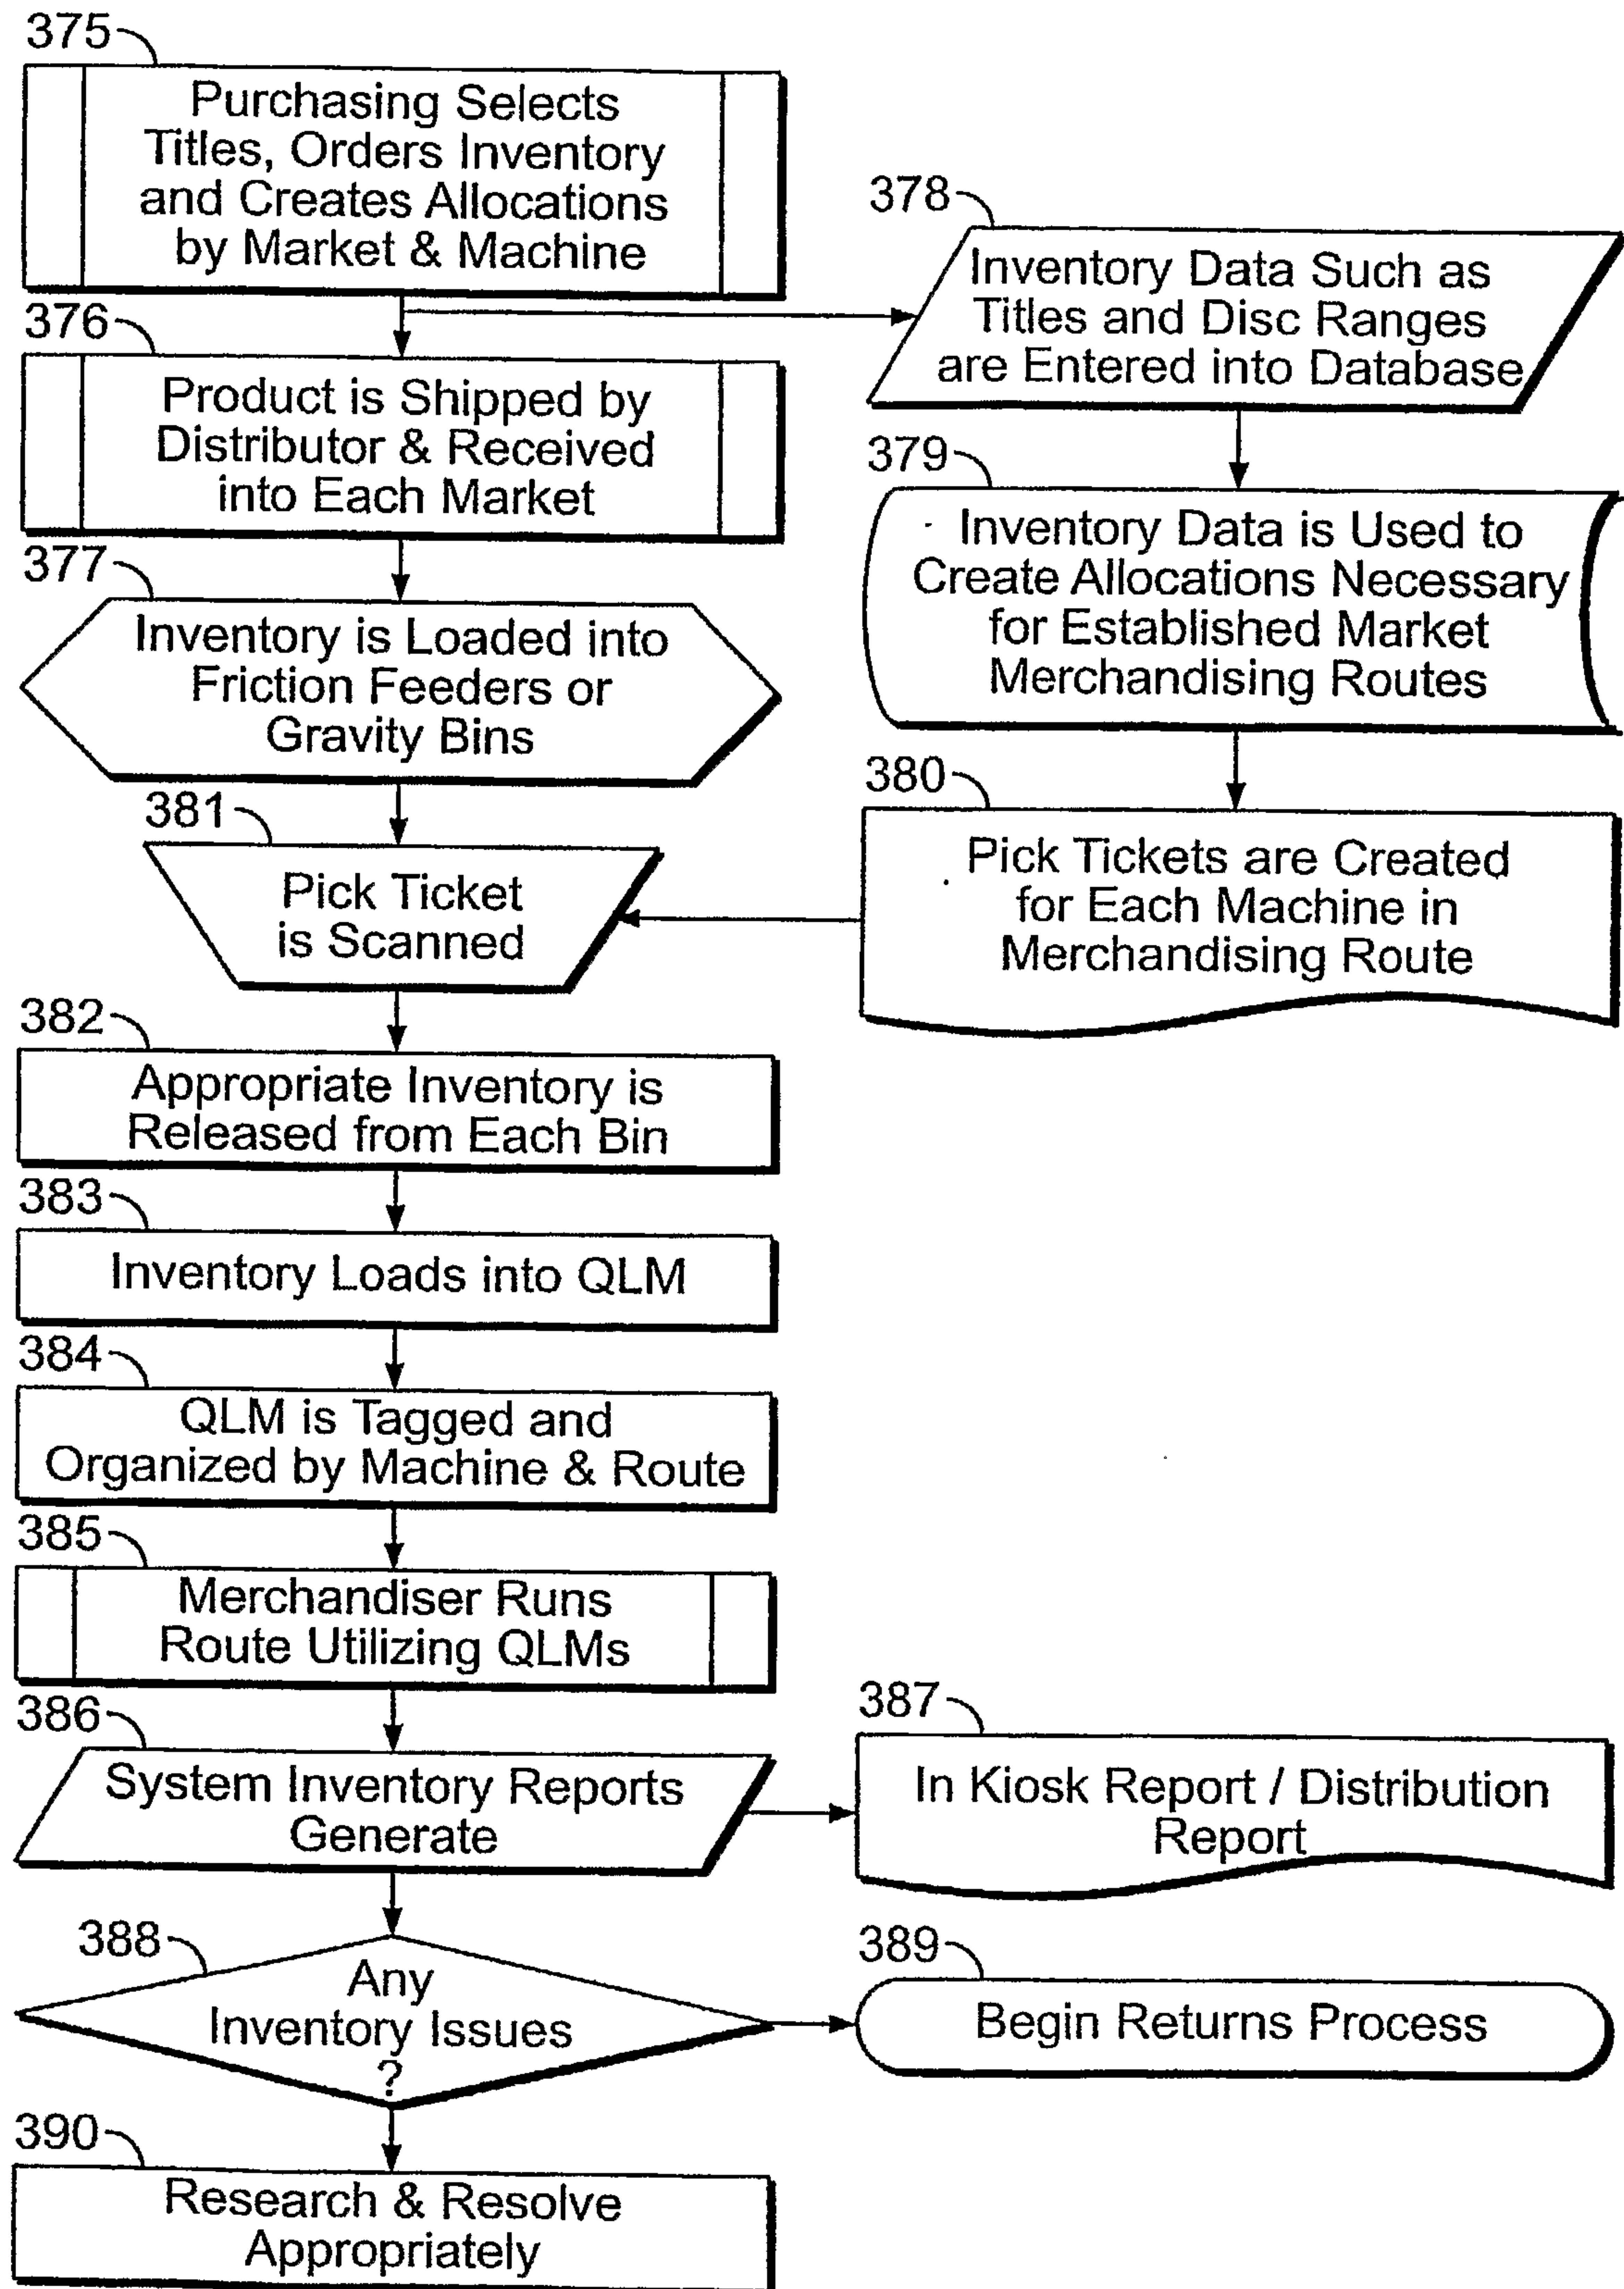 375
Purchasing Selects
Titles, Orders Inventory
and Creates Allocations
by Market & Machine
376
Product is Shipped by
Distributor & Received
into Each Market
377
Inventory is Loaded into
Friction Feeders or
Gravity Bins
378
Inventory Data Such as
Titles and Disc Ranges
are Entered into Database
379
Inventory Data is Used to
Create Allocations Necessary
for Established Market
Merchandising Routes
380
Pick Tickets are Created
for Each Machine in
Merchandising Route
381
Pick Ticket
is Scanned
382
Appropriate Inventory is
Released from Each Bin
383
Inventory Loads into QLM
384
QLM is Tagged and
Organized by Machine & Route
385
Merchandiser Runs
Route Utilizing QLMs
386
System Inventory Reports
Generate
387
In Kiosk Report / Distribution
Report
388
Any
Inventory Issues
?
389
Begin Returns Process
390
Research & Resolve
Appropriately